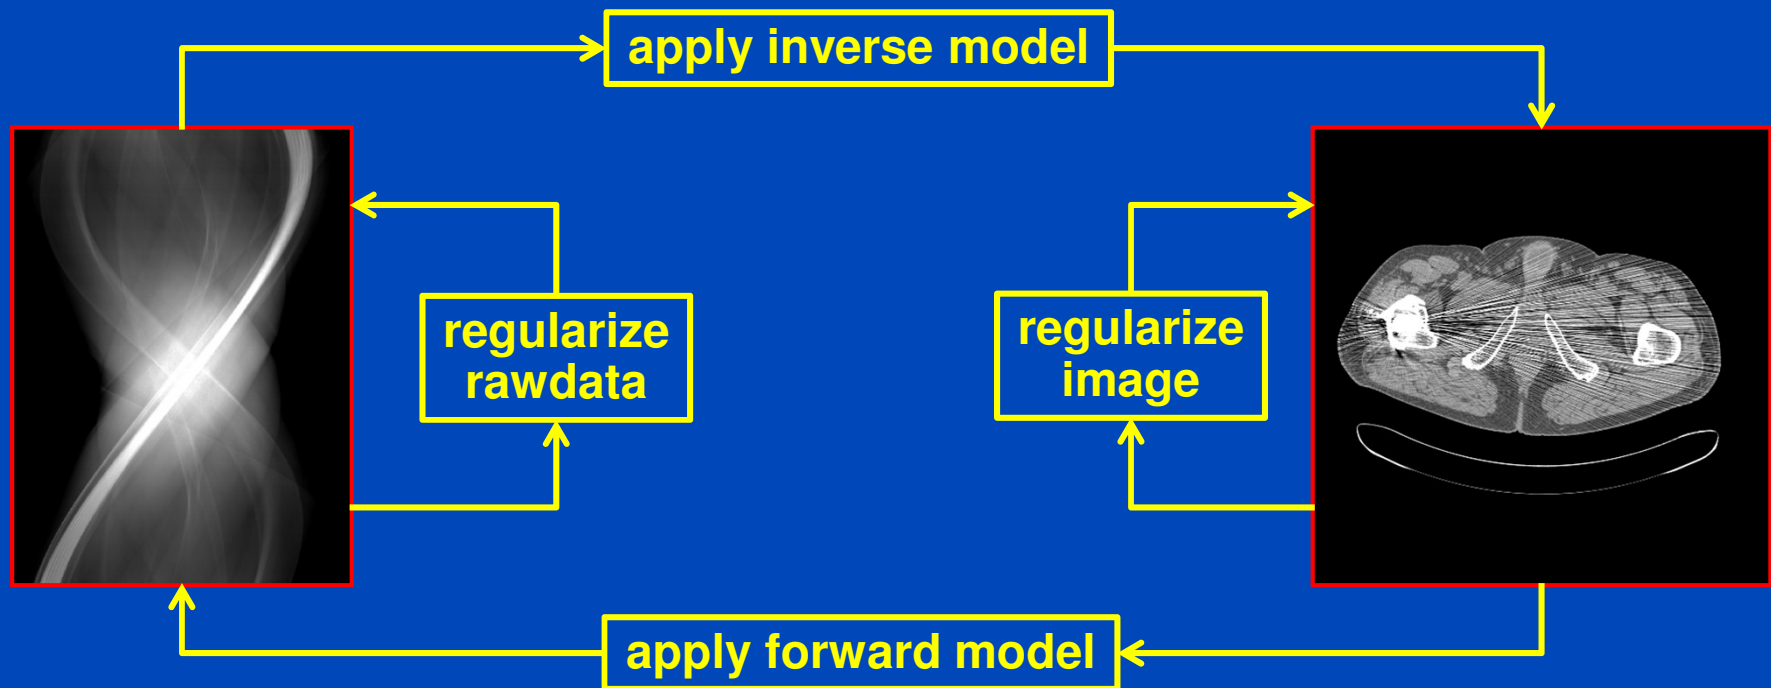 apply inverse model
regularize
rawdata
regularize
image
apply forward model